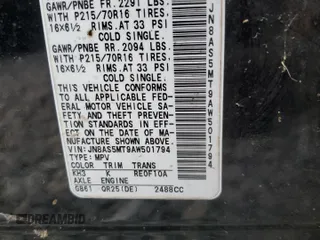 GAWR/PNBE FR. 2291 LBS.
WITH P215/70R16 TIRES,
16X6½ RIMS AT 33 PSI
COLD SINGLE.
GAWR/PNBE RR. 2094 LBS.
WITH P215/70R16 TIRES,
16X6½ RIMS AT 33 PSI
COLD SINGLE.
THIS VEHICLE CONFORMS TO
ALL APPLICABLE U.S. FED-
ERAL MOTOR VEHICLE SA-
FETY AND THEFT PREVEN-
TION STANDARDS IN EFF-
ECT ON THE DATE OF MA-
NUFACTURE SHOWN ABOVE.
VIN: JN8AS5MT9AW501794
TYPE: MPV
COLOR TRIM TRAN
KH3 K RE0F10A
AXLE ENGINE
0861 QR25(DE) 2488CC
JN8AS5MT9AW501794